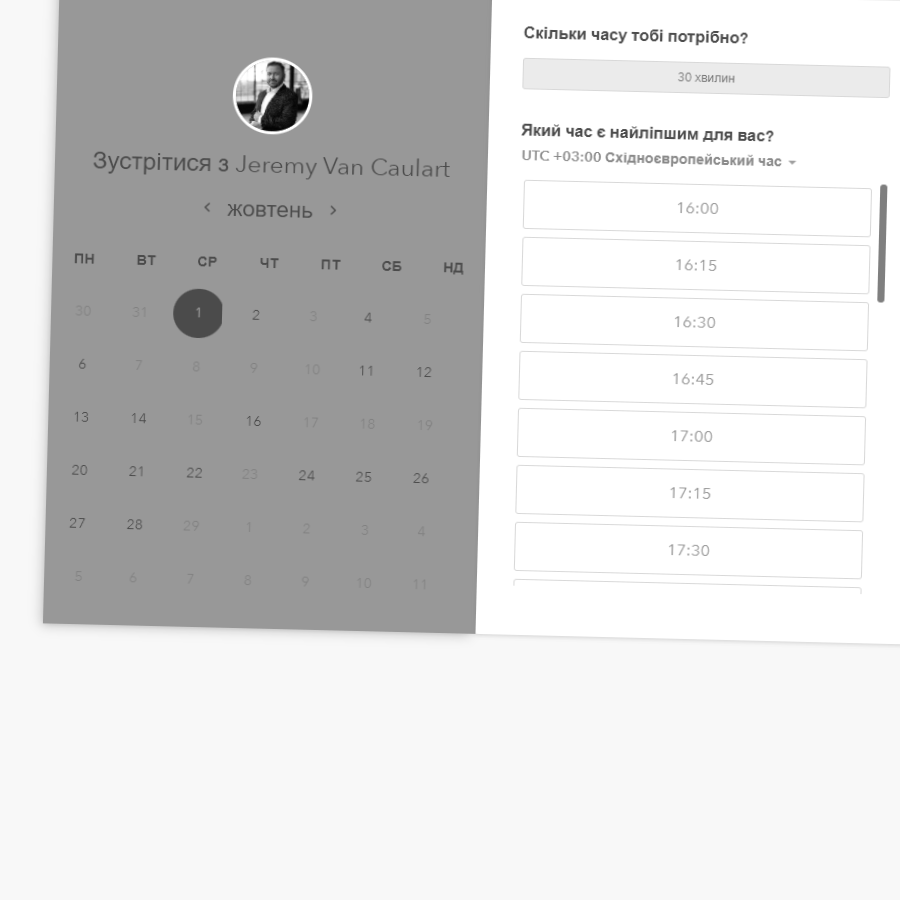 Зустрітися з Jeremy Van Caulart
жовтень
ПН ВТ СР ЧТ ПТ СБ НД
30 31 1 2 3 4 5
6 7 8 9 10 11 12
13 14 15 16 17 18 19
20 21 22 23 24 25 26
27 28 29 1 2 3 4
5 6 7 8 9 10 11
Скільки часу тобі потрібно?
30 хвилин
Який час є найліпшим для вас?
UTC +03:00 Східноєвропейський час
16:00
16:15
16:30
16:45
17:00
17:15
17:30